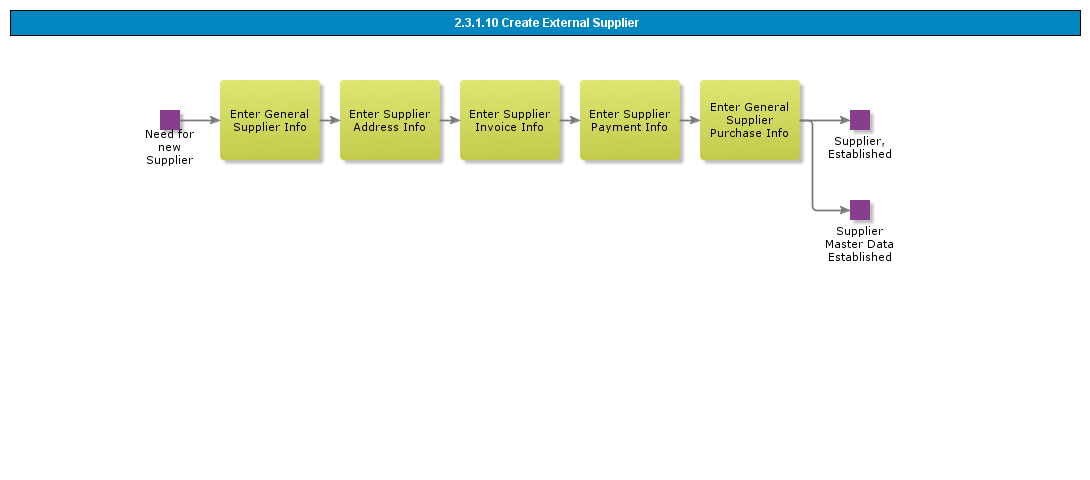 2.3.1.10 Create External Supplier
Need for
new
Supplier
Enter General
Supplier Info
Enter Supplier
Address Info
Enter Supplier
Invoice Info
Enter Supplier
Payment Info
Enter General
Supplier
Purchase Info
Supplier,
Established
Supplier
Master Data
Established